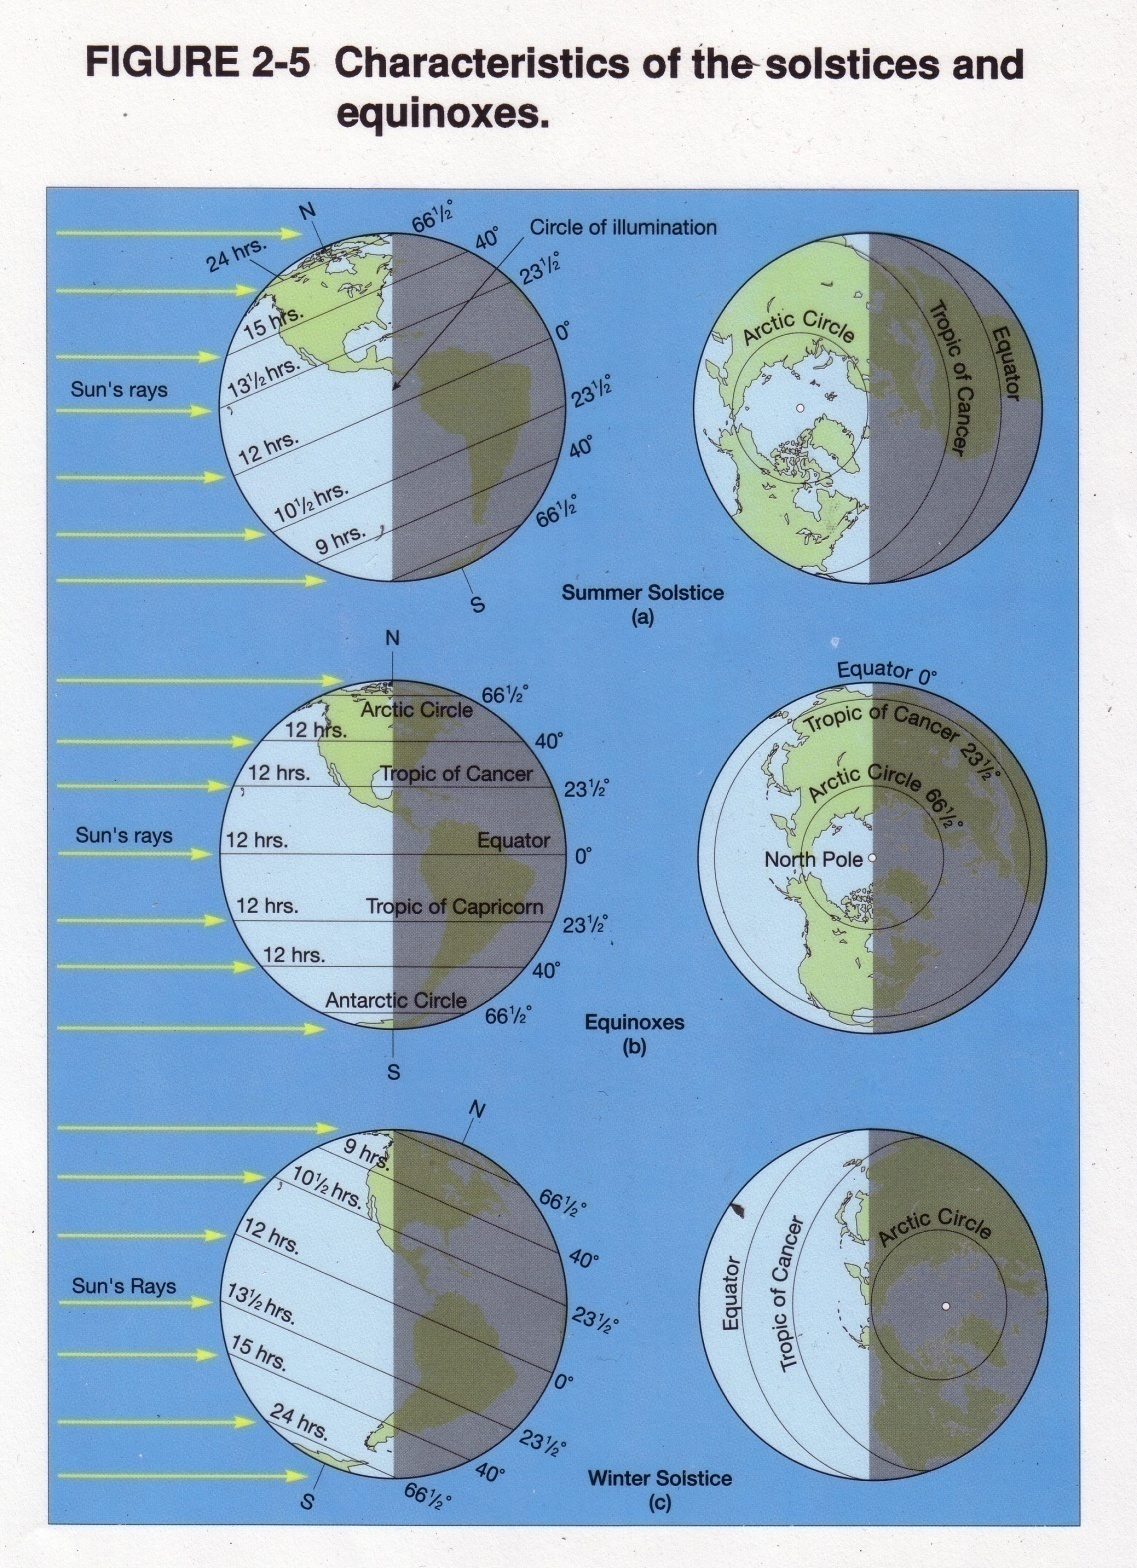 FIGURE 2-5 Characteristics of the solstices and
equinoxes.
N
66½°
24 hrs.
40°
Circle of illumination
23½°
15 hrs.
0°
13½ hrs.
Sun's rays
23½°
12 hrs.
40°
10½ hrs.
66½°
9 hrs.
S
Arctic Circle
Tropic of Cancer
Equator
Summer Solstice
(a)
N
66½°
Arctic Circle
12 hrs.
40°
12 hrs.
Tropic of Cancer
23½°
Sun's rays
12 hrs.
Equator
0°
12 hrs.
Tropic of Capricorn
23½°
12 hrs.
40°
Antarctic Circle
66½°
S
Equator 0°
Tropic of Cancer 23½°
Arctic Circle 66½°
North Pole
Equinoxes
(b)
N
9 hrs.
10½ hrs.
66½°
12 hrs.
40°
Sun's Rays
13½ hrs.
23½°
15 hrs.
0°
24 hrs.
23½°
40°
66½°
S
Equator
Tropic of Cancer
Arctic Circle
Winter Solstice
(c)